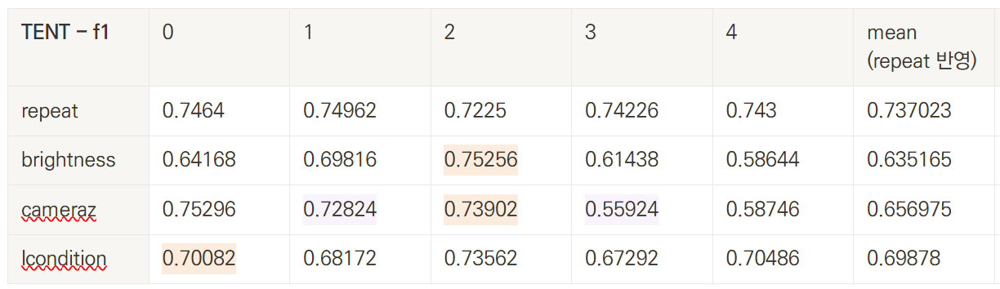 TENT – f1 0 1 2 3 4 mean
(repeat 반영)
repeat 0.7464 0.74962 0.7225 0.74226 0.743 0.737023
brightness 0.64168 0.69816 0.75256 0.61438 0.58644 0.635165
cameraz 0.75296 0.72824 0.73902 0.55924 0.58746 0.656975
lcondition 0.70082 0.68172 0.73562 0.67292 0.70486 0.69878